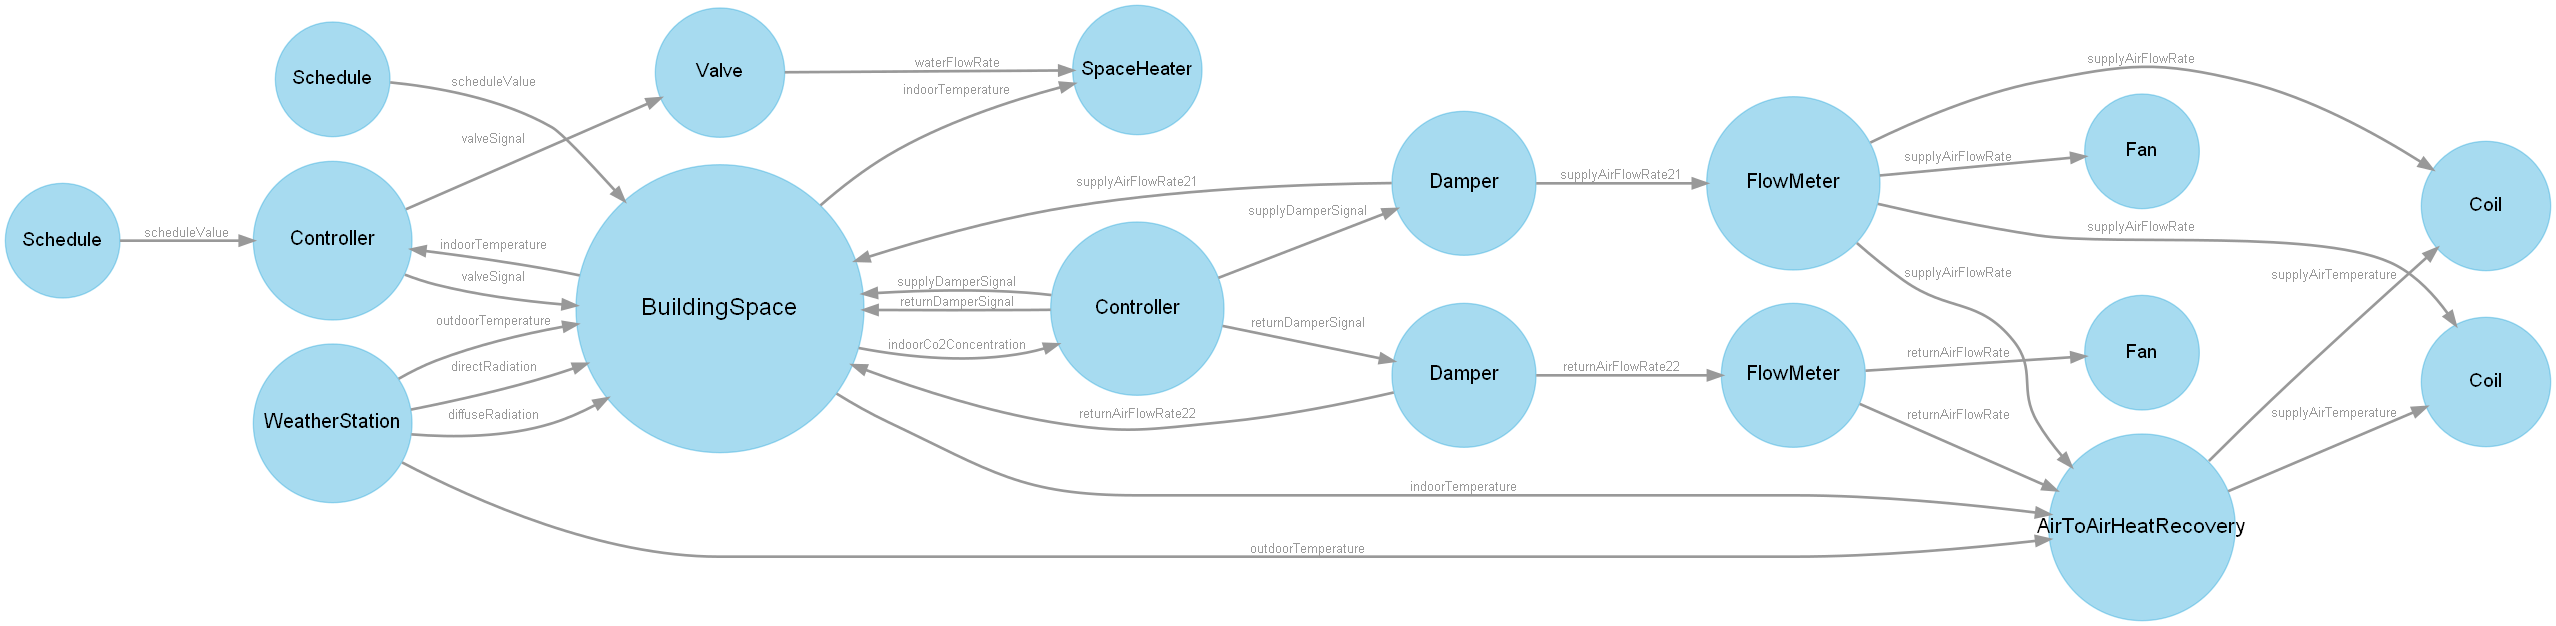 Schedule
scheduleValue
Schedule
scheduleValue
Controller
valveSignal
indoorTemperature
valveSignal
WeatherStation
outdoorTemperature
directRadiation
diffuseRadiation
outdoorTemperature
Valve
waterFlowRate
BuildingSpace
indoorTemperature
indoorCo2Concentration
indoorTemperature
SpaceHeater
Controller
supplyDamperSignal
returnDamperSignal
supplyDamperSignal
returnDamperSignal
Damper
supplyAirFlowRate21
supplyAirFlowRate21
Damper
returnAirFlowRate22
returnAirFlowRate22
FlowMeter
supplyAirFlowRate
supplyAirFlowRate
supplyAirFlowRate
supplyAirFlowRate
FlowMeter
returnAirFlowRate
returnAirFlowRate
Fan
Fan
AirToAirHeatRecovery
supplyAirTemperature
supplyAirTemperature
Coil
Coil